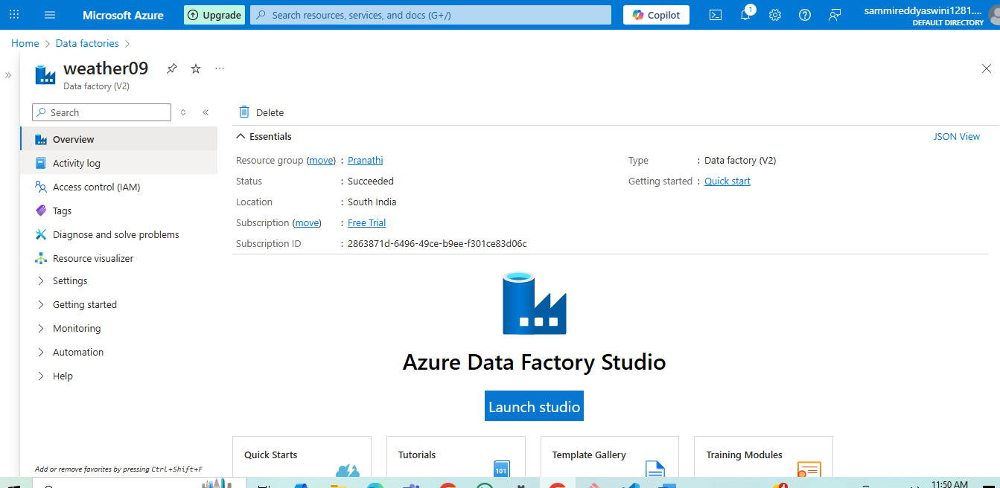 Microsoft Azure
Upgrade
Search resources, services, and docs (G+/)
Copilot
1
sammireddyaswini1281....
DEFAULT DIRECTORY
Home > Data factories >
weather09
Data factory (V2)
Search
Overview
Activity log
Access control (IAM)
Tags
Diagnose and solve problems
Resource visualizer
Settings
Getting started
Monitoring
Automation
Help
Add or remove favorites by pressing Ctrl+Shift+F
Delete
Essentials
JSON View
Resource group (move) : Pranathi
Status : Succeeded
Location : South India
Subscription (move) : Free Trial
Subscription ID : 2863871d-6496-49ce-b9ee-f301ce83d06c
Type : Data factory (V2)
Getting started : Quick start
Azure Data Factory Studio
Launch studio
Quick Starts
Tutorials
101
Template Gallery
Training Modules
11:50 AM